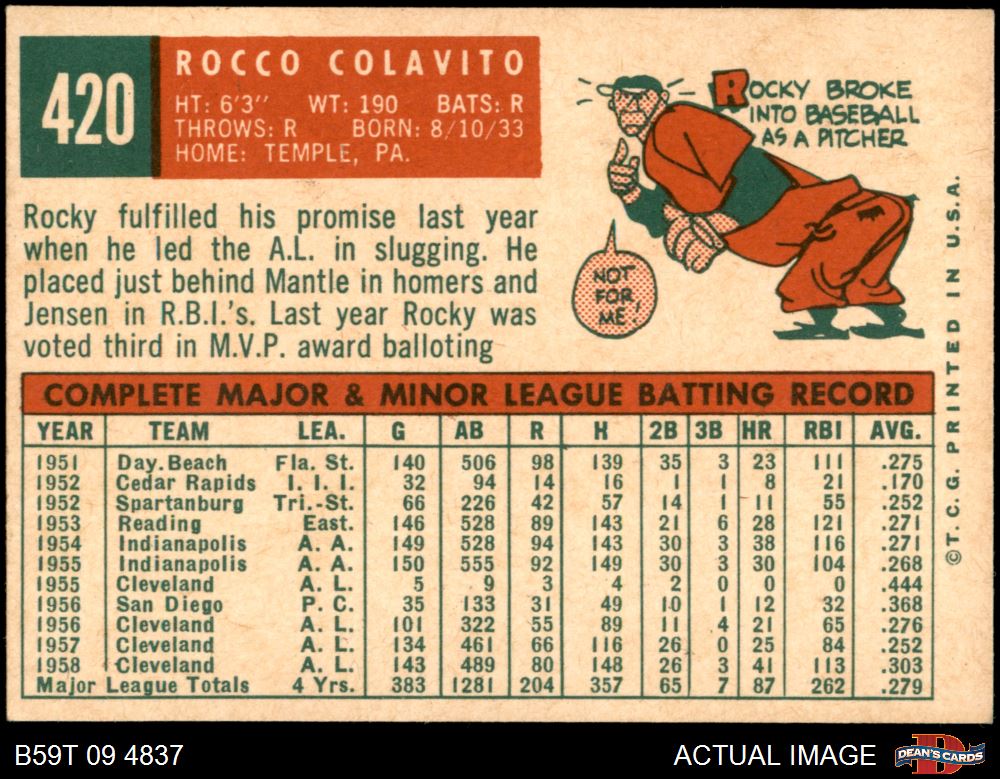 420
ROCCO COLAVITO
HT: 6'3" WT: 190 BATS: R
THROWS: R BORN: 8/10/33
HOME: TEMPLE, PA.
ROCKY BROKE
INTO BASEBALL
AS A PITCHER
NOT
FOR
ME!
Rocky fulfilled his promise last year
when he led the A.L. in slugging. He
placed just behind Mantle in homers and
Jensen in R.B.I.'s. Last year Rocky was
voted third in M.V.P. award balloting
COMPLETE MAJOR & MINOR LEAGUE BATTING RECORD
YEAR TEAM LEA. G AB R H 2B 3B HR RBI AVG.
1951 Day. Beach Fla. St. 140 506 98 139 35 3 23 111 .275
1952 Cedar Rapids I. I. I. 32 94 14 16 1 1 8 21 .170
1952 Spartanburg Tri.-St. 66 226 42 57 14 1 11 55 .252
1953 Reading East. 146 528 89 143 21 6 28 121 .271
1954 Indianapolis A. A. 149 528 94 143 30 3 38 116 .271
1955 Indianapolis A. A. 150 555 92 149 30 3 30 104 .268
1955 Cleveland A. L. 5 9 3 4 2 0 0 0 .444
1956 San Diego P. C. 35 133 31 49 10 1 12 32 .368
1956 Cleveland A. L. 101 322 55 89 11 4 21 65 .276
1957 Cleveland A. L. 134 461 66 116 26 0 25 84 .252
1958 Cleveland A. L. 143 489 80 148 26 3 41 113 .303
Major League Totals 4 Yrs. 383 1281 204 357 65 7 87 262 .279
©T. C. G. PRINTED IN U.S.A.
B59T 09 4837
ACTUAL IMAGE
DEAN'S CARDS